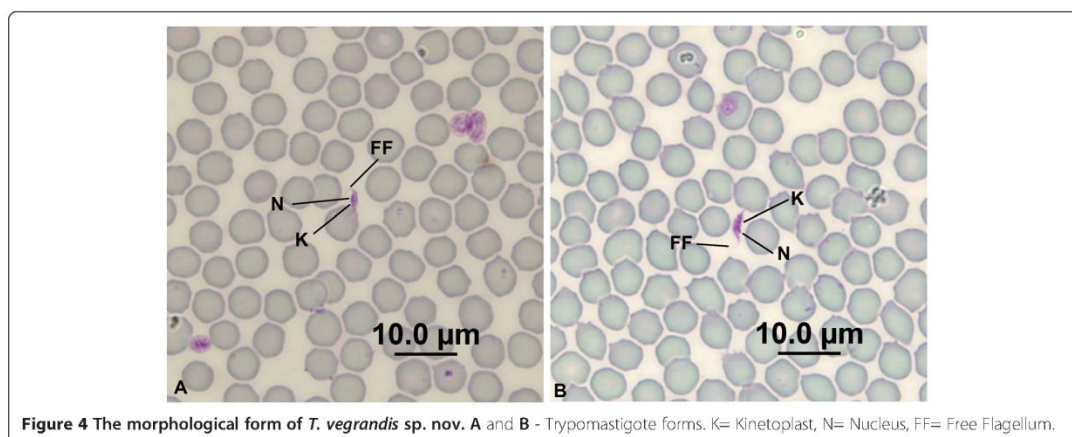 FF
N
K
10.0 µm
A
K
FF
N
10.0 µm
B
Figure 4 The morphological form of T. vegrandis sp. nov. A and B - Trypomastigote forms. K= Kinetoplast, N= Nucleus, FF= Free Flagellum.